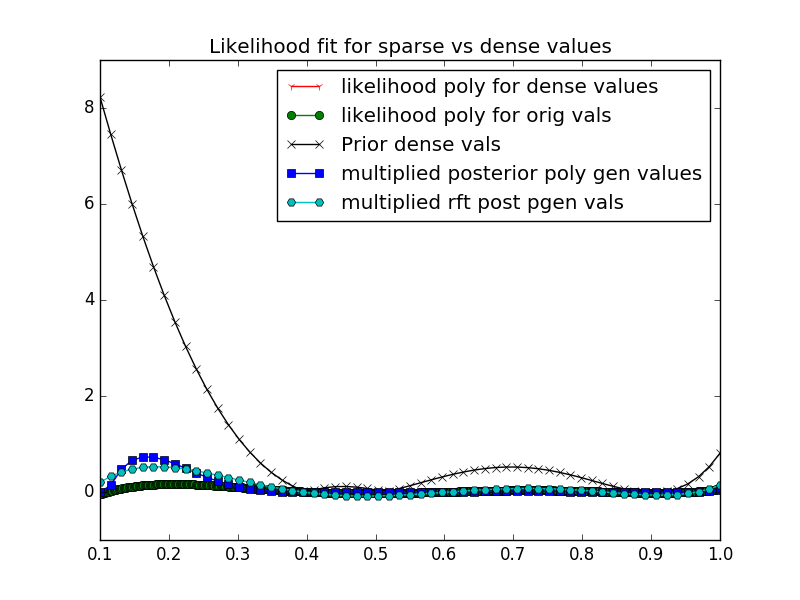 Likelihood fit for sparse vs dense values
likelihood poly for dense values
likelihood poly for orig vals
Prior dense vals
multiplied posterior poly gen values
multiplied rft post pgen vals
8
6
4
2
0
0.1 0.2 0.3 0.4 0.5 0.6 0.7 0.8 0.9 1.0